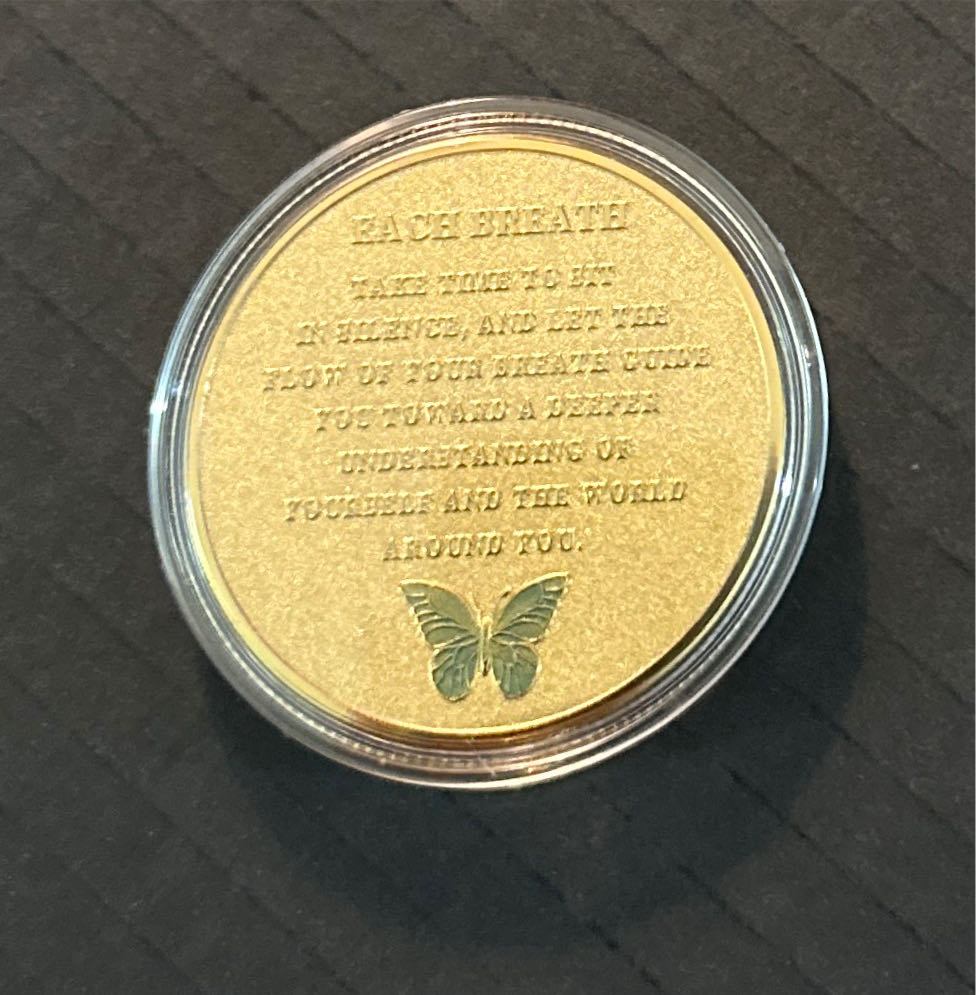 EACH BREATH
TAKE TIME TO SIT
IN SILENCE, AND LET THE
FLOW OF YOUR BREATH GUIDE
YOU TOWARD A DEEPER
UNDERSTANDING OF
YOURSELF AND THE WORLD
AROUND YOU.